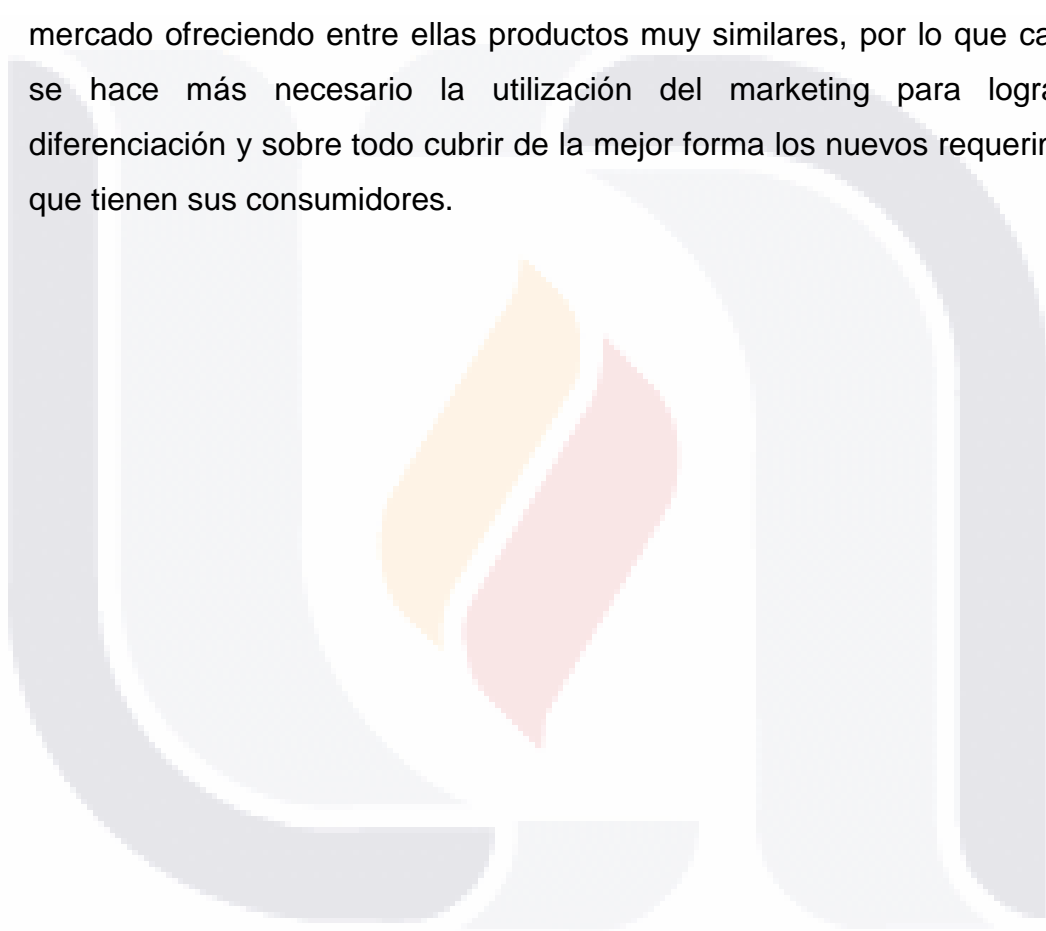 mercado ofreciendo entre ellas productos muy similares, por lo que
se hace más necesario la utilización del marketing para
diferenciación y sobre todo cubrir de la mejor forma los nuevos
que tienen sus consumidores.